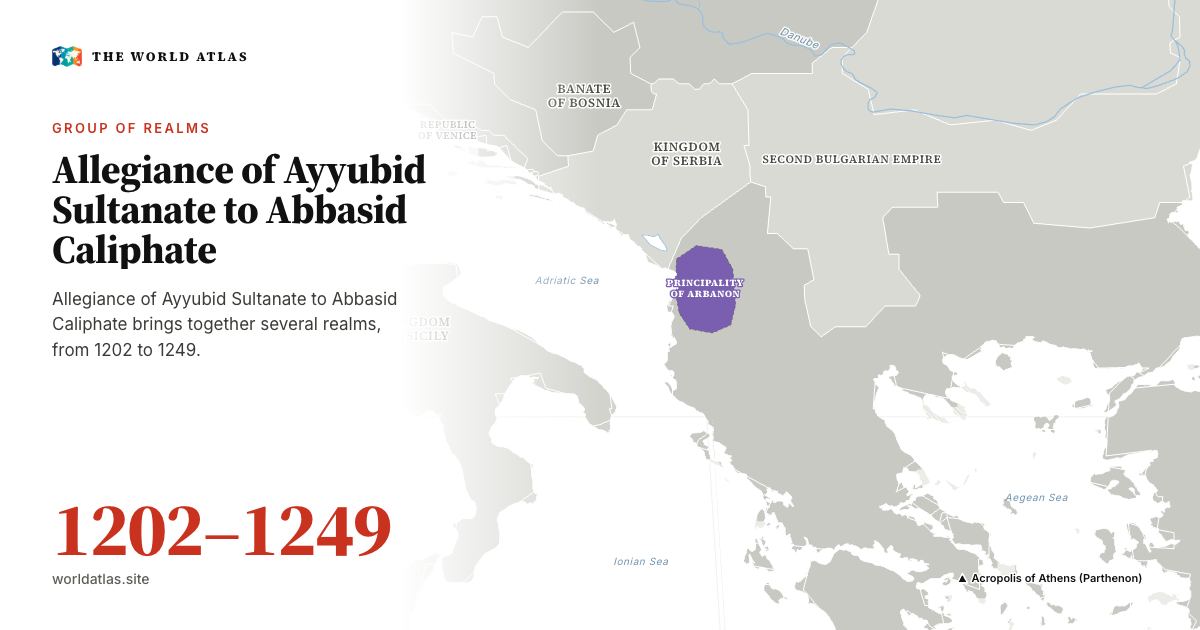 THE WORLD ATLAS
GROUP OF REALMS
Allegiance of Ayyubid
Sultanate to Abbasid
Caliphate
Allegiance of Ayyubid Sultanate to Abbasid
Caliphate brings together several realms,
from 1202 to 1249.
1202–1249
worldatlas.site
Danube
BANATE
OF BOSNIA
REPUBLIC
OF VENICE
KINGDOM
OF SERBIA
SECOND BULGARIAN EMPIRE
Adriatic Sea
PRINCIPALITY
OF ARBANON
GDOM
SICILY
Aegean Sea
Ionian Sea
▲ Acropolis of Athens (Parthenon)